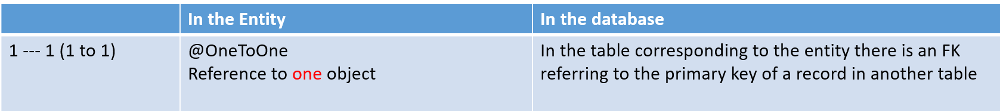 In the Entity
In the database
1 --- 1 (1 to 1)
@OneToOne
Reference to one object
In the table corresponding to the entity there is an FK
referring to the primary key of a record in another table